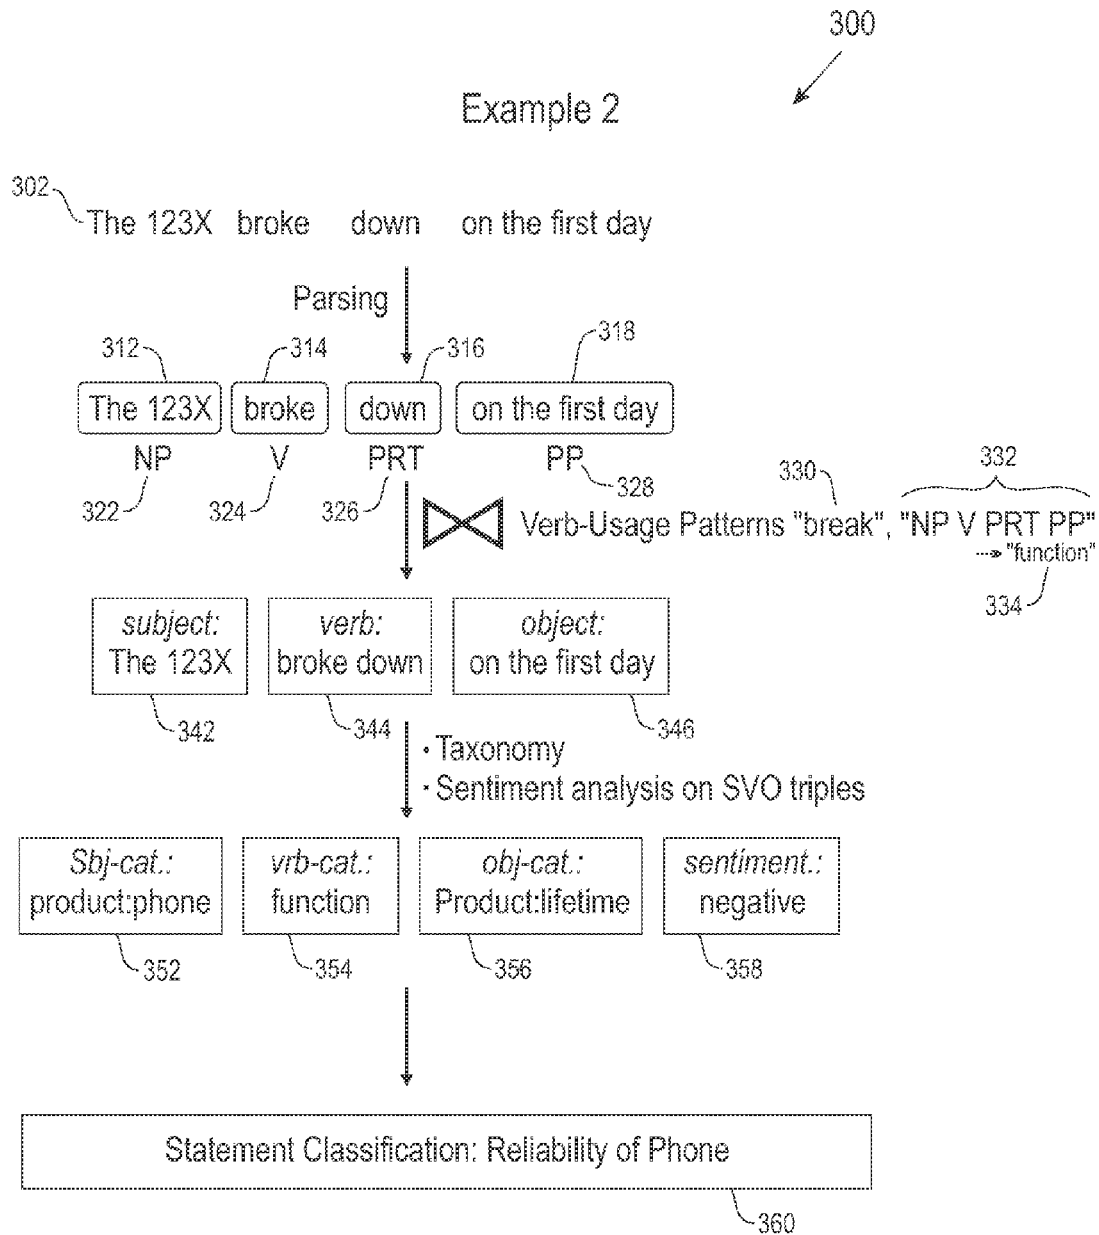 300
Example 2
302
The 123X broke down on the first day
Parsing
312 314 316 318
The 123X broke down on the first day
NP V PRT PP
322 324 326 328 330 332
Verb-Usage Patterns "break", "NP V PRT PP"
"function"
334
subject: verb: object:
The 123X broke down on the first day
342 344 346
· Taxonomy
· Sentiment analysis on SVO triples
Sbj-cat.: vrb-cat.: obj-cat.: sentiment.:
product:phone function Product:lifetime negative
352 354 356 358
Statement Classification: Reliability of Phone
360